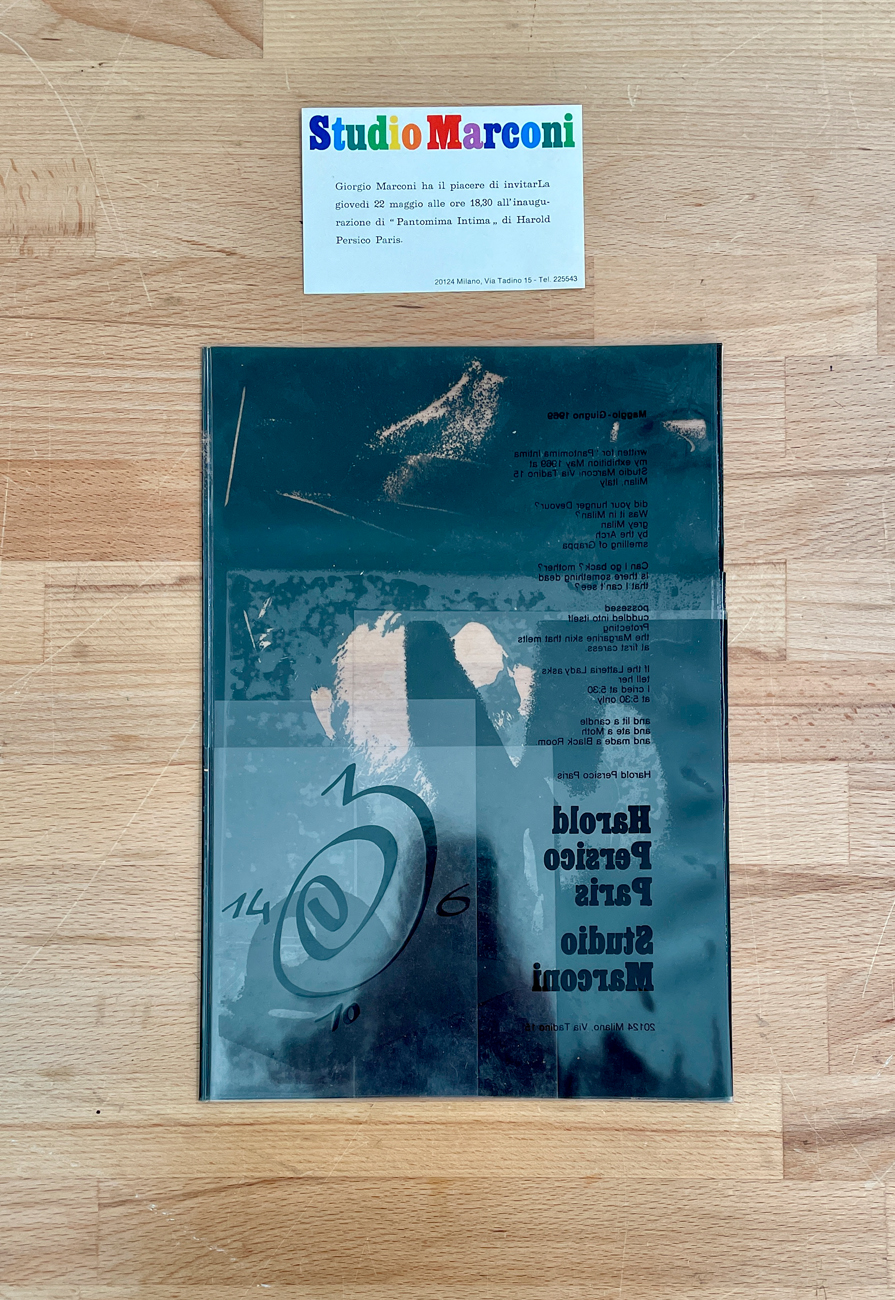 Studio Marconi
Giorgio Marconi ha il piacere di invitarLa
giovedì 22 maggio alle ore 18,30 all'inaugu-
razione di “Pantomima Intima„ di Harold
Persico Paris.
20124 Milano, Via Tadino 15 - Tel. 225543
Maggio-Giugno 1969
written for "Pantomima Intima
my exhibition May 1969 at
Studio Marconi Via Tadino 15
Milan, Italy.
did your hunger Devour?
Was it in Milan?
grey Milan
by the Arch
smelling of Grappa
Can I go back? mother?
Is there something dead
that I can't see?
possessed
cuddled into itself
Protecting
the Margarine skin that melts
at first caress.
If the Latteria Lady asks
tell her
I cried at 5:30
at 5:30 only
and lit a candle
and ate a Moth
and made a Black Room.
Harold Persico Paris
Harold
Persico
Paris
Studio
Marconi
20124 Milano, Via Tadino 15
1
14
6
10